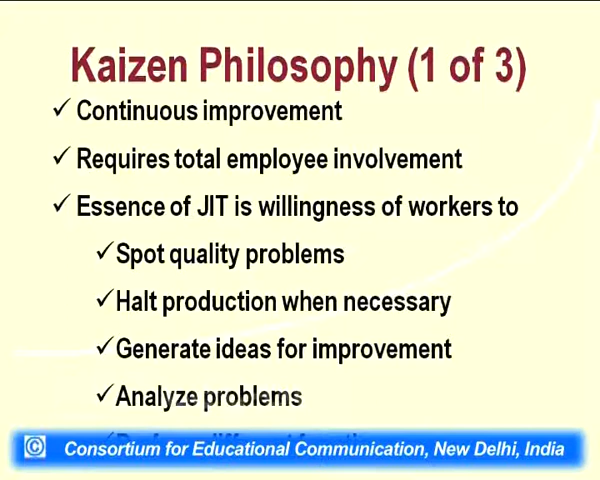 Kaizen Philosophy (1 of 3)
✓ Continuous improvement
✓ Requires total employee involvement
✓ Essence of JIT is willingness of workers to
✓ Spot quality problems
✓ Halt production when necessary
✓ Generate ideas for improvement
✓ Analyze problems
© Consortium for Educational Communication, New Delhi, India